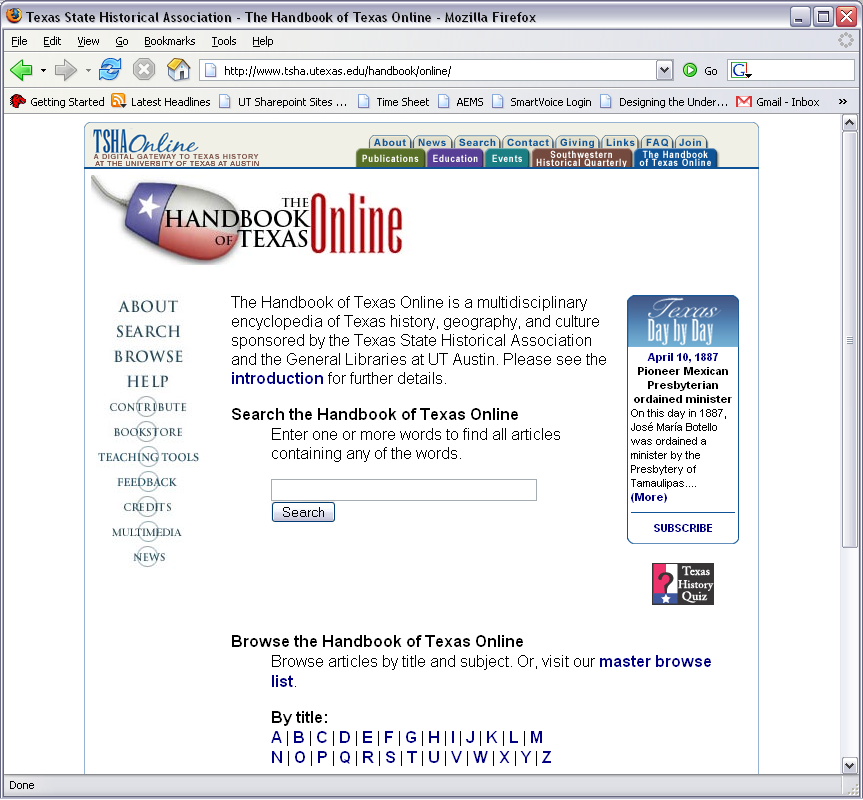 Texas State Historical Association - The Handbook of Texas Online - Mozilla Firefox
File Edit View Go Bookmarks Tools Help
http://www.tsha.utexas.edu/handbook/online/ Go G
Getting Started Latest Headlines UT Sharepoint Sites ... Time Sheet AEMS SmartVoice Login Designing the Under... Gmail - Inbox »
TSHAOnline
A DIGITAL GATEWAY TO TEXAS HISTORY
AT THE UNIVERSITY OF TEXAS AT AUSTIN
About News Search Contact Giving Links FAQ Join
Publications Education Events Southwestern Historical Quarterly The Handbook of Texas Online
THE
HANDBOOK
OF TEXAS Online
ABOUT
SEARCH
BROWSE
HELP
CONTRIBUTE
BOOKSTORE
TEACHING TOOLS
FEEDBACK
CREDITS
MULTIMEDIA
NEWS
The Handbook of Texas Online is a multidisciplinary
encyclopedia of Texas history, geography, and culture
sponsored by the Texas State Historical Association
and the General Libraries at UT Austin. Please see the
introduction for further details.
Search the Handbook of Texas Online
Enter one or more words to find all articles
containing any of the words.
Search
Texas
Day by Day
April 10, 1887
Pioneer Mexican
Presbyterian
ordained minister
On this day in 1887,
José María Botello
was ordained a
minister by the
Presbytery of
Tamaulipas....
(More)
SUBSCRIBE
?
Texas
History
Quiz
Browse the Handbook of Texas Online
Browse articles by title and subject. Or, visit our master browse
list.
By title:
A | B | C | D | E | F | G | H | I | J | K | L | M
N | O | P | Q | R | S | T | U | V | W | X | Y | Z
Done